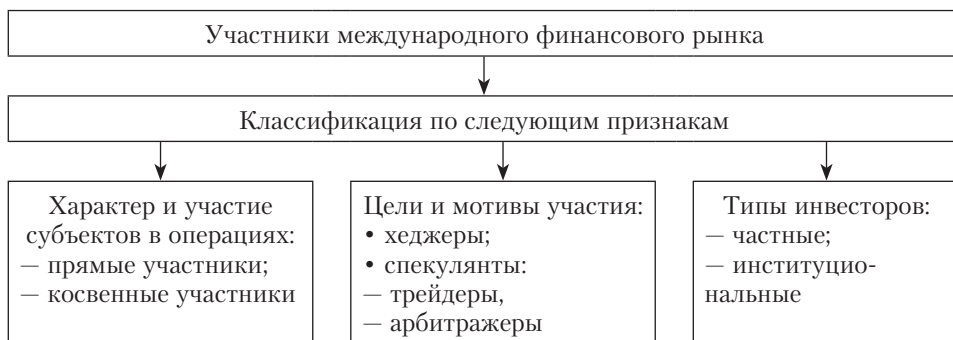 Участники международного финансового рынка
Классификация по следующим признакам
Характер и участие
субъектов в операциях:
— прямые участники;
— косвенные участники
Цели и мотивы участия:
• хеджеры;
• спекулянты:
— трейдеры,
— арбитражеры
Типы инвесторов:
— частные;
— институцио-
нальные